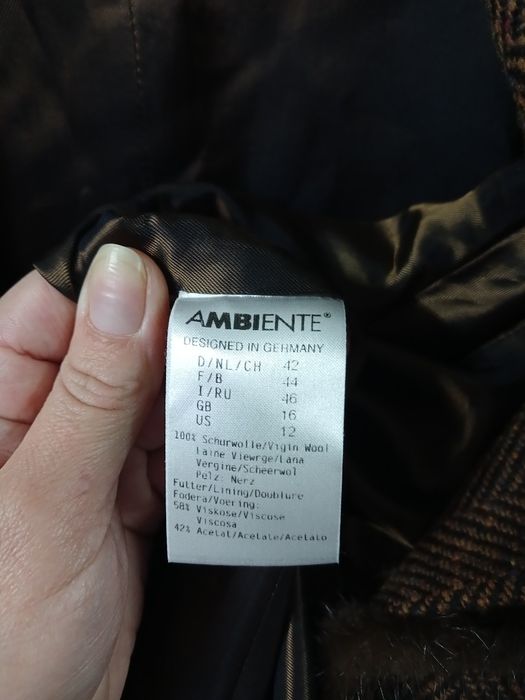 AMBIENTE®
DESIGNED IN GERMANY
D/NL/CH 42
F/B 44
I/RU 46
GB 16
US 12
100% Schurwolle/Vigin Wool
Laine Viewrge/Lana
Vergine/Scheerwol
Pelz: Nerz
Futter/Lining/Doublure
Fodera/Voering:
58% Viskose/Viscose
Viscosa
42% Acetat/Acetate/Acetato